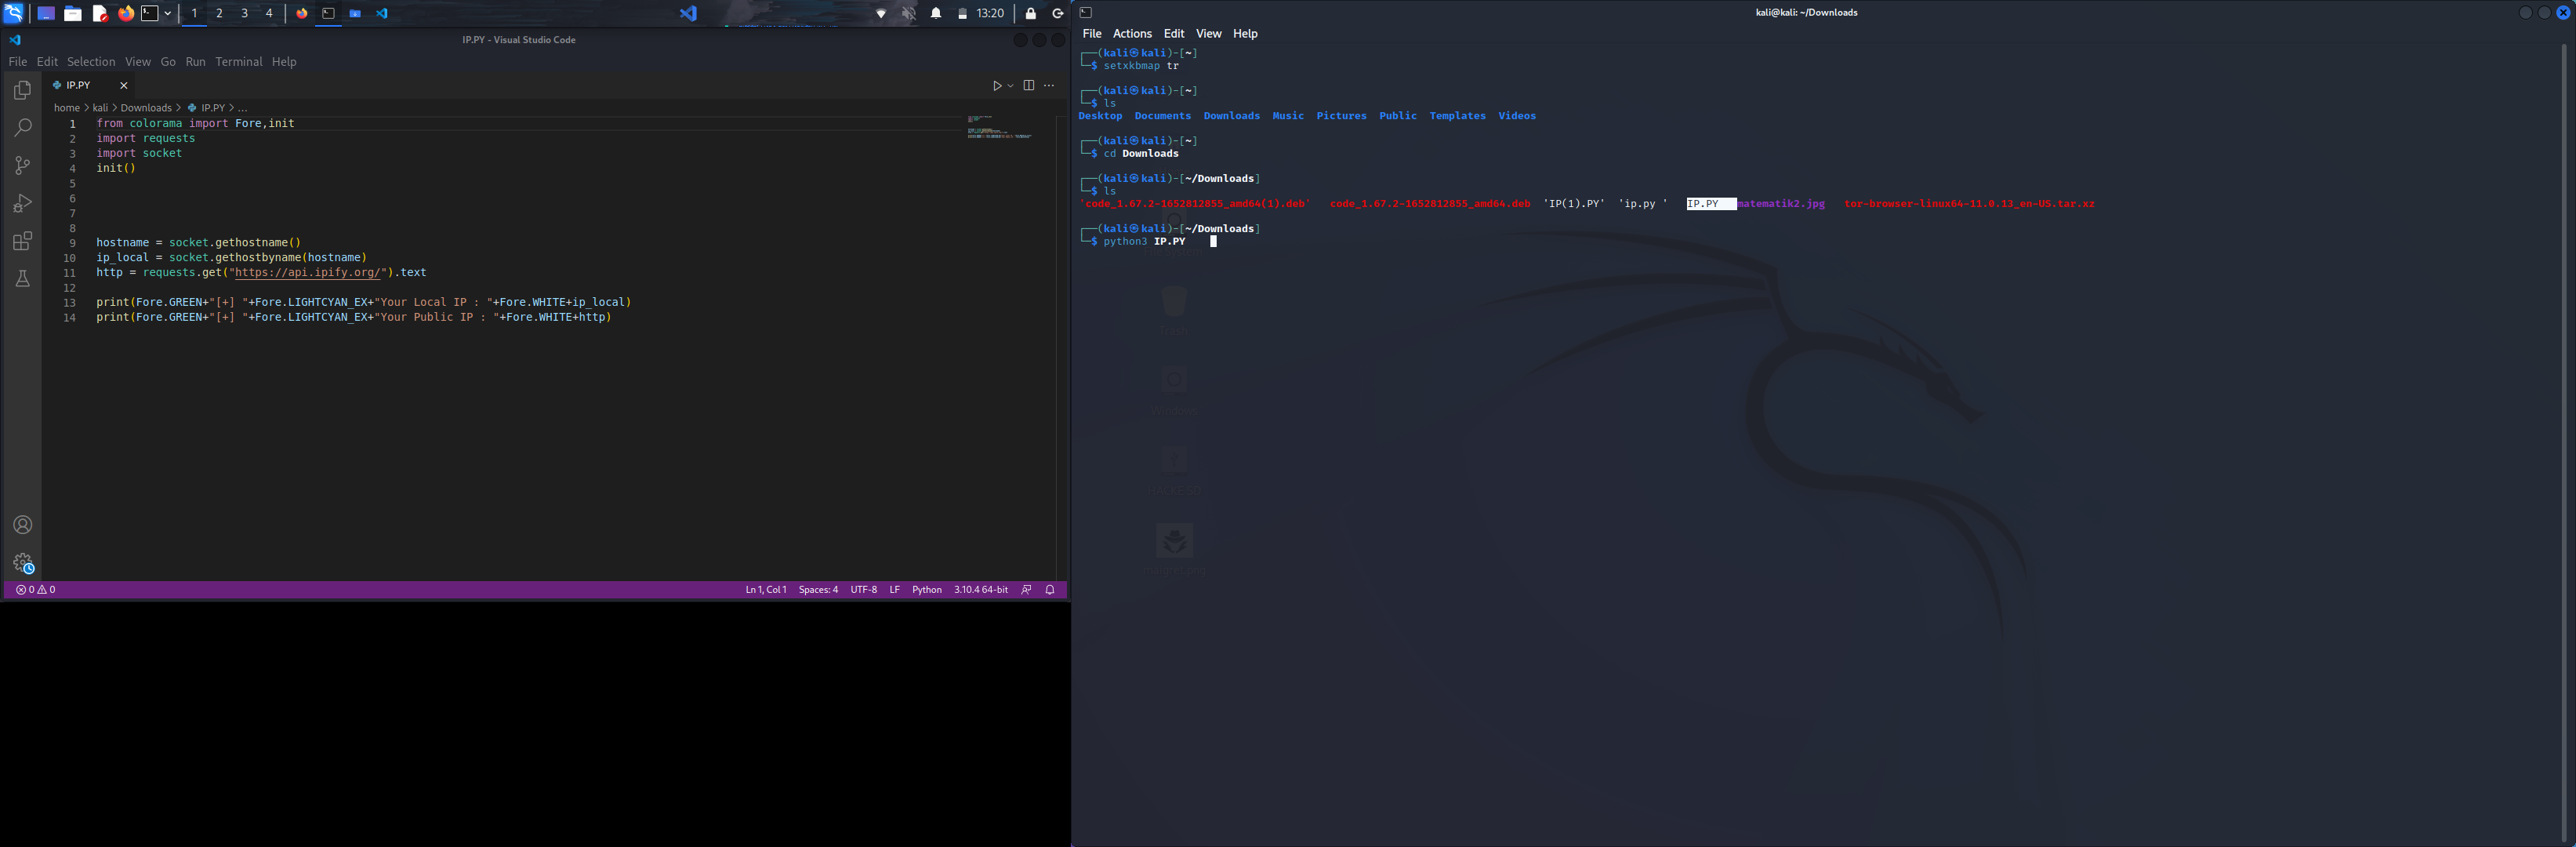 1 2 3 4 13:20
IP.PY - Visual Studio Code
File Edit Selection View Go Run Terminal Help
IP.PY
home > kali > Downloads > IP.PY > ...
1 from colorama import Fore,init
2 import requests
3 import socket
4 init()
5
6
7
8
9 hostname = socket.gethostname()
10 ip_local = socket.gethostbyname(hostname)
11 http = requests.get("https://api.ipify.org/").text
12
13 print(Fore.GREEN+"[+] "+Fore.LIGHTCYAN_EX+"Your Local IP : "+Fore.WHITE+ip_local)
14 print(Fore.GREEN+"[+] "+Fore.LIGHTCYAN_EX+"Your Public IP : "+Fore.WHITE+http)
0 0 Ln 1, Col 1 Spaces: 4 UTF-8 LF Python 3.10.4 64-bit
kali@kali: ~/Downloads
File Actions Edit View Help
┌──(kali㉿kali)-[~]
└─$ setxkbmap tr
┌──(kali㉿kali)-[~]
└─$ ls
Desktop Documents Downloads Music Pictures Public Templates Videos
┌──(kali㉿kali)-[~]
└─$ cd Downloads
┌──(kali㉿kali)-[~/Downloads]
└─$ ls
'code_1.67.2-1652812855_amd64(1).deb' code_1.67.2-1652812855_amd64.deb 'IP(1).PY' 'ip.py ' IP.PY matematik2.jpg tor-browser-linux64-11.0.13_en-US.tar.xz
┌──(kali㉿kali)-[~/Downloads]
└─$ python3 IP.PY
Trash
Windows